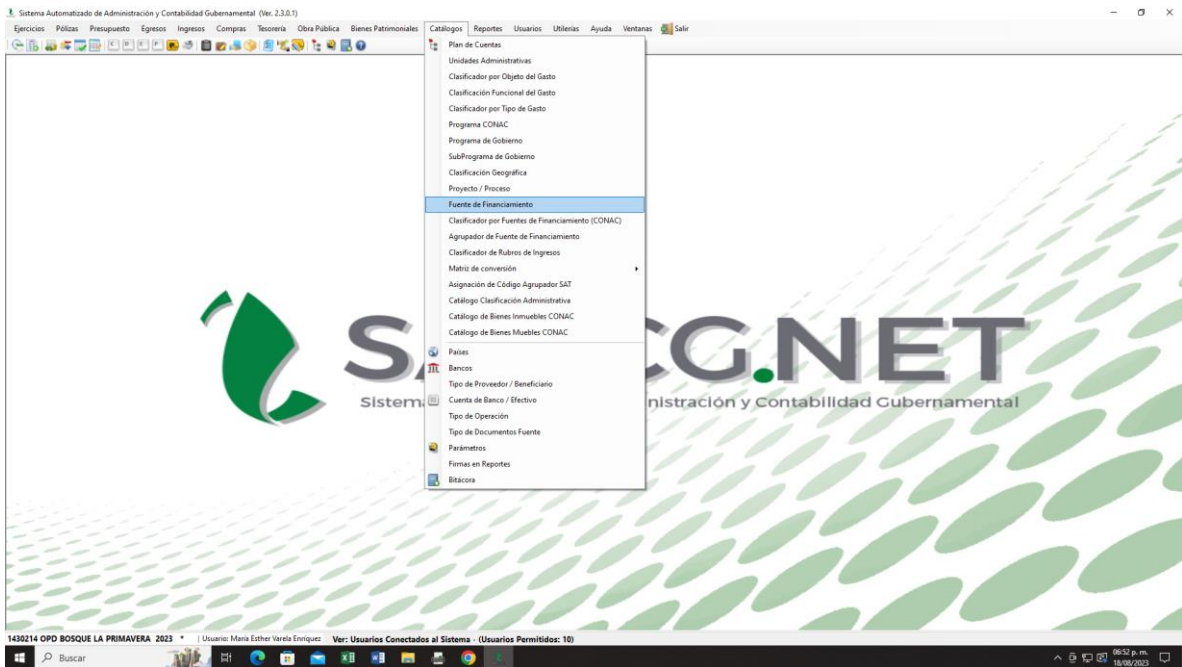 Sistema Automatizado de Administración y Contabilidad Gubernamental (Ver. 2.3.0.1)
Ejercicios Pólizas Presupuesto Egresos Ingresos Compras Tesorería Obra Pública Bienes Patrimoniales Catálogos Reportes Usuarios Utilerías Ayuda Ventanas Salir
Plan de Cuentas
Unidades Administrativas
Clasificador por Objeto del Gasto
Clasificación Funcional del Gasto
Clasificador por Tipo de Gasto
Programa CONAC
Programa de Gobierno
SubPrograma de Gobierno
Clasificación Geográfica
Proyecto / Proceso
Fuente de Financiamiento
Clasificador por Fuentes de Financiamiento (CONAC)
Agrupador de Fuente de Financiamiento
Clasificador de Rubros de Ingresos
Matriz de conversión
Asignación de Código Agrupador SAT
Catálogo Clasificación Administrativa
Catálogo de Bienes Inmuebles CONAC
Catálogo de Bienes Muebles CONAC
Países
Bancos
Tipo de Proveedor / Beneficiario
Cuenta de Banco / Efectivo
Tipo de Operación
Tipo de Documentos Fuente
Parámetros
Firmas en Reportes
Bitácora
S CG.NET
Sistem nistración y Contabilidad Gubernamental
1430214 OPD BOSQUE LA PRIMAVERA 2023 * | Usuario: María Esther Varela Enríquez Ver: Usuarios Conectados al Sistema - (Usuarios Permitidos: 10)
Buscar
06:52 p. m.
18/08/2023